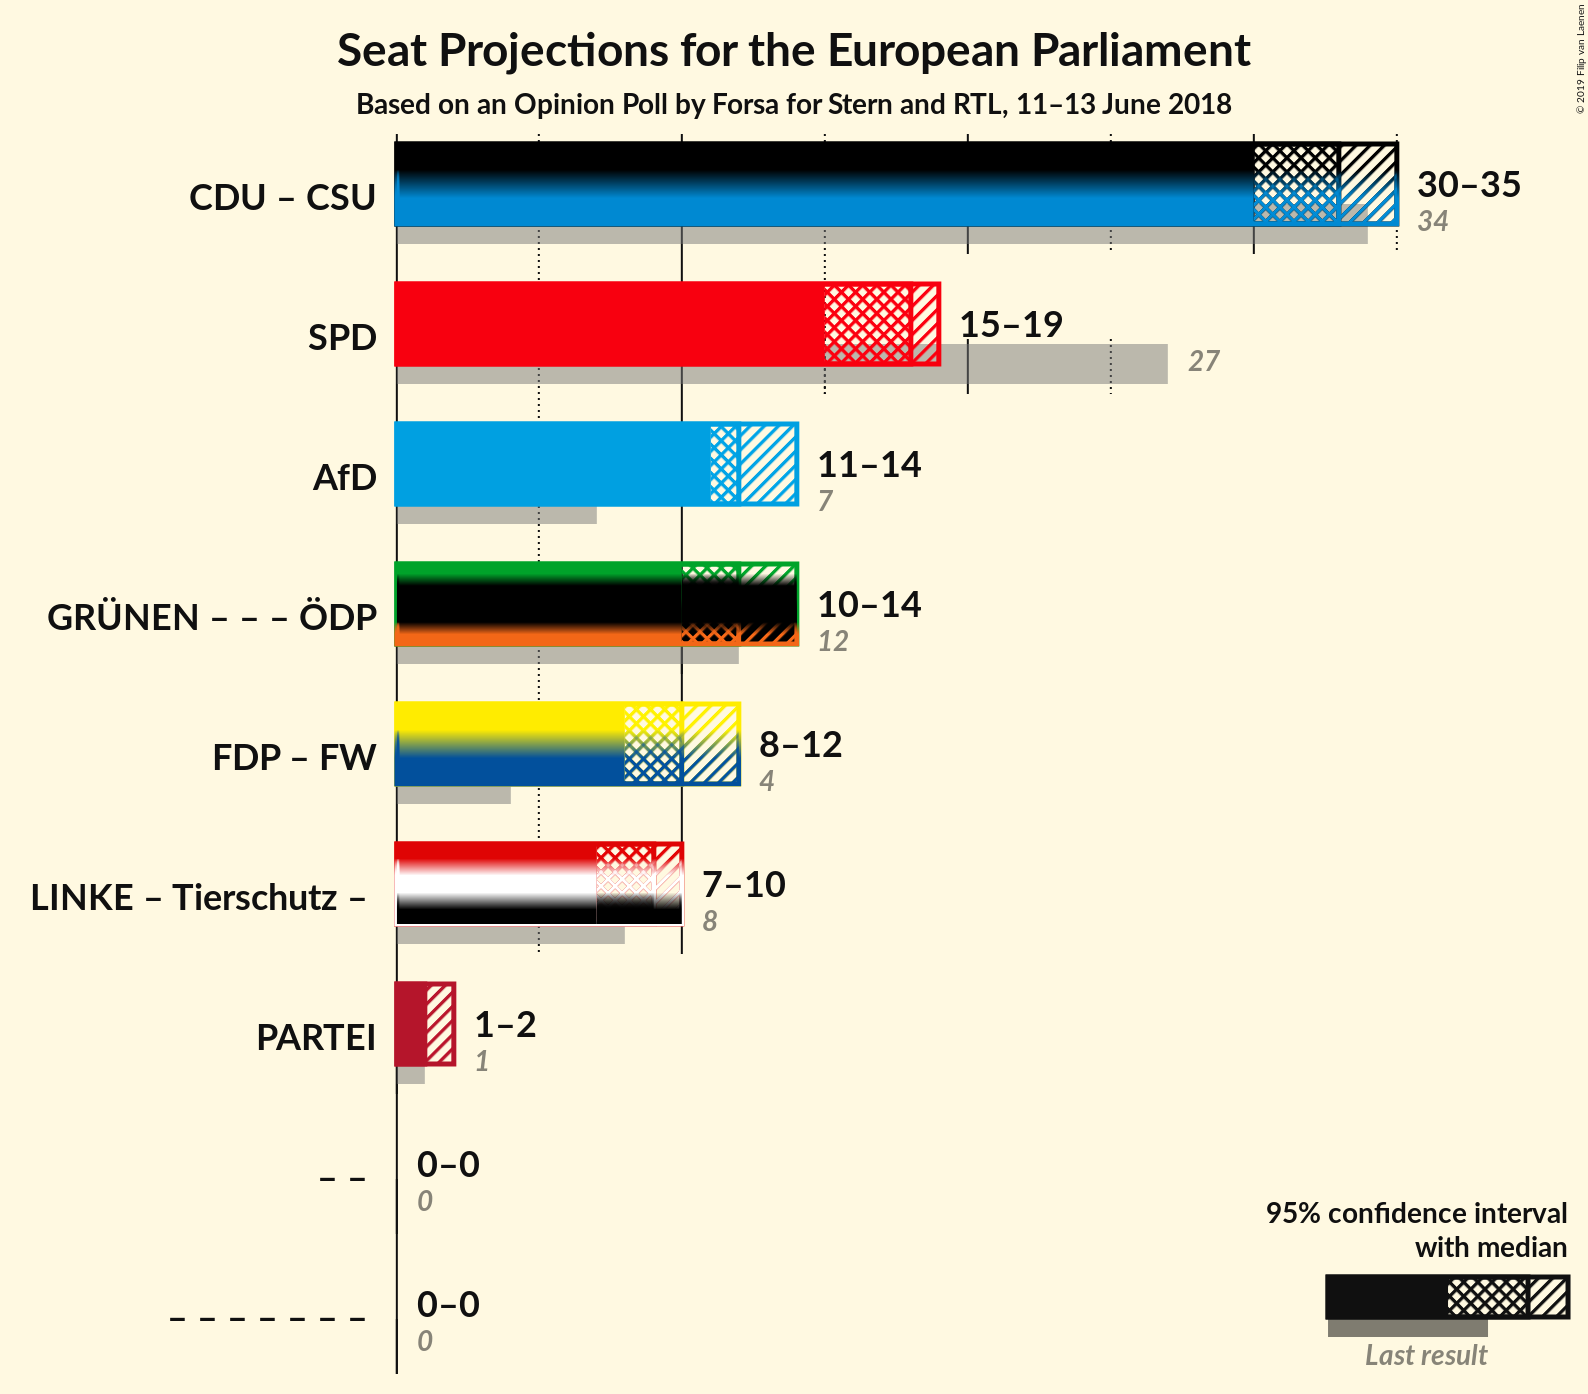 Seat Projections for the European Parliament
Based on an Opinion Poll by Forsa for Stern and RTL, 11–13 June 2018
© 2019 Filip van Laenen
CDU – CSU
30–35
34
SPD
15–19
27
AfD
11–14
7
GRÜNEN – – – ÖDP
10–14
12
FDP – FW
8–12
4
LINKE – Tierschutz –
7–10
8
PARTEI
1–2
1
– –
0–0
0
– – – – – – –
0–0
0
95% confidence interval
with median
Last result